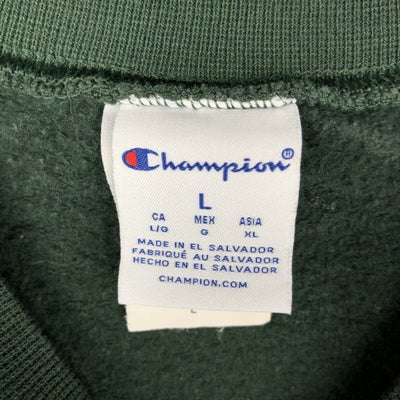 Champion®
L
CA MEX ASIA
L/G G XL
MADE IN EL SALVADOR
FABRIQUÉ AU SALVADOR
HECHO EN EL SALVADOR
CHAMPION.COM
L